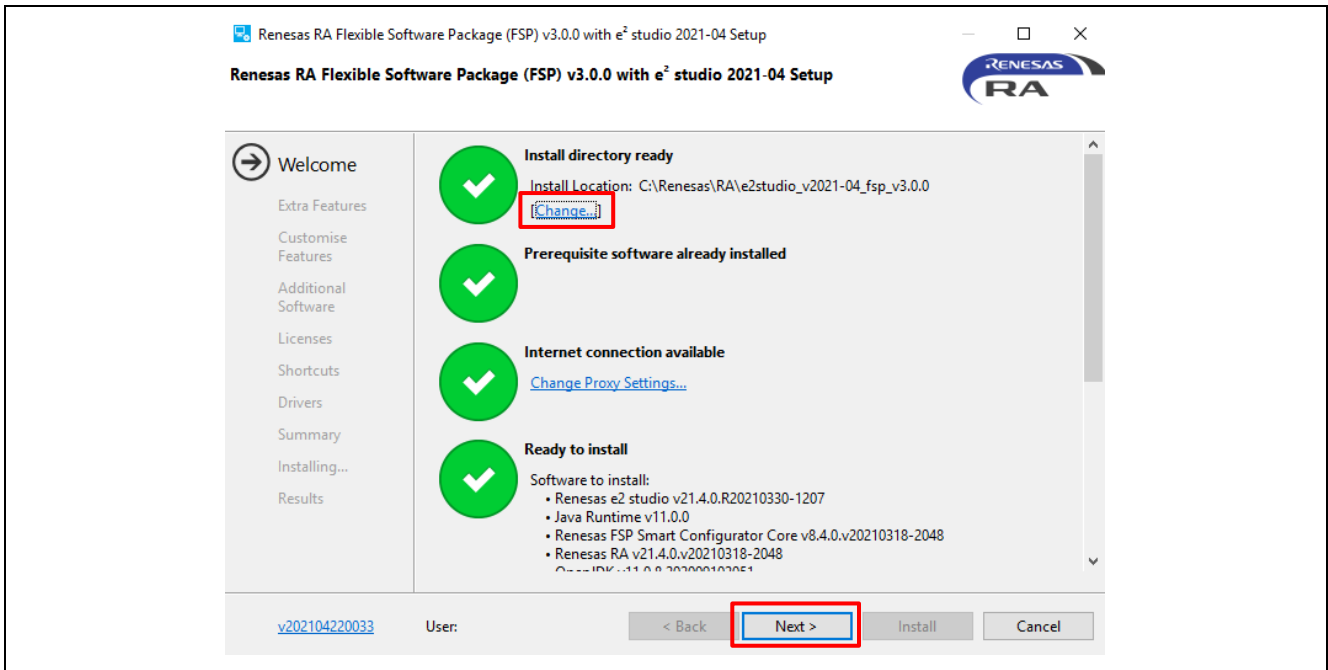 Renesas RA Flexible Software Package (FSP) v3.0.0 with e² studio 2021-04 Setup
Renesas RA Flexible Software Package (FSP) v3.0.0 with e² studio 2021-04 Setup
RENESAS
RA
Welcome
Extra Features
Customise
Features
Additional
Software
Licenses
Shortcuts
Drivers
Summary
Installing...
Results
Install directory ready
Install Location: C:\Renesas\RA\e2studio_v2021-04_fsp_v3.0.0
[Change...]
Prerequisite software already installed
Internet connection available
Change Proxy Settings...
Ready to install
Software to install:
• Renesas e2 studio v21.4.0.R20210330-1207
• Java Runtime v11.0.0
• Renesas FSP Smart Configurator Core v8.4.0.v20210318-2048
• Renesas RA v21.4.0.v20210318-2048
v202104220033
User:
< Back
Next >
Install
Cancel